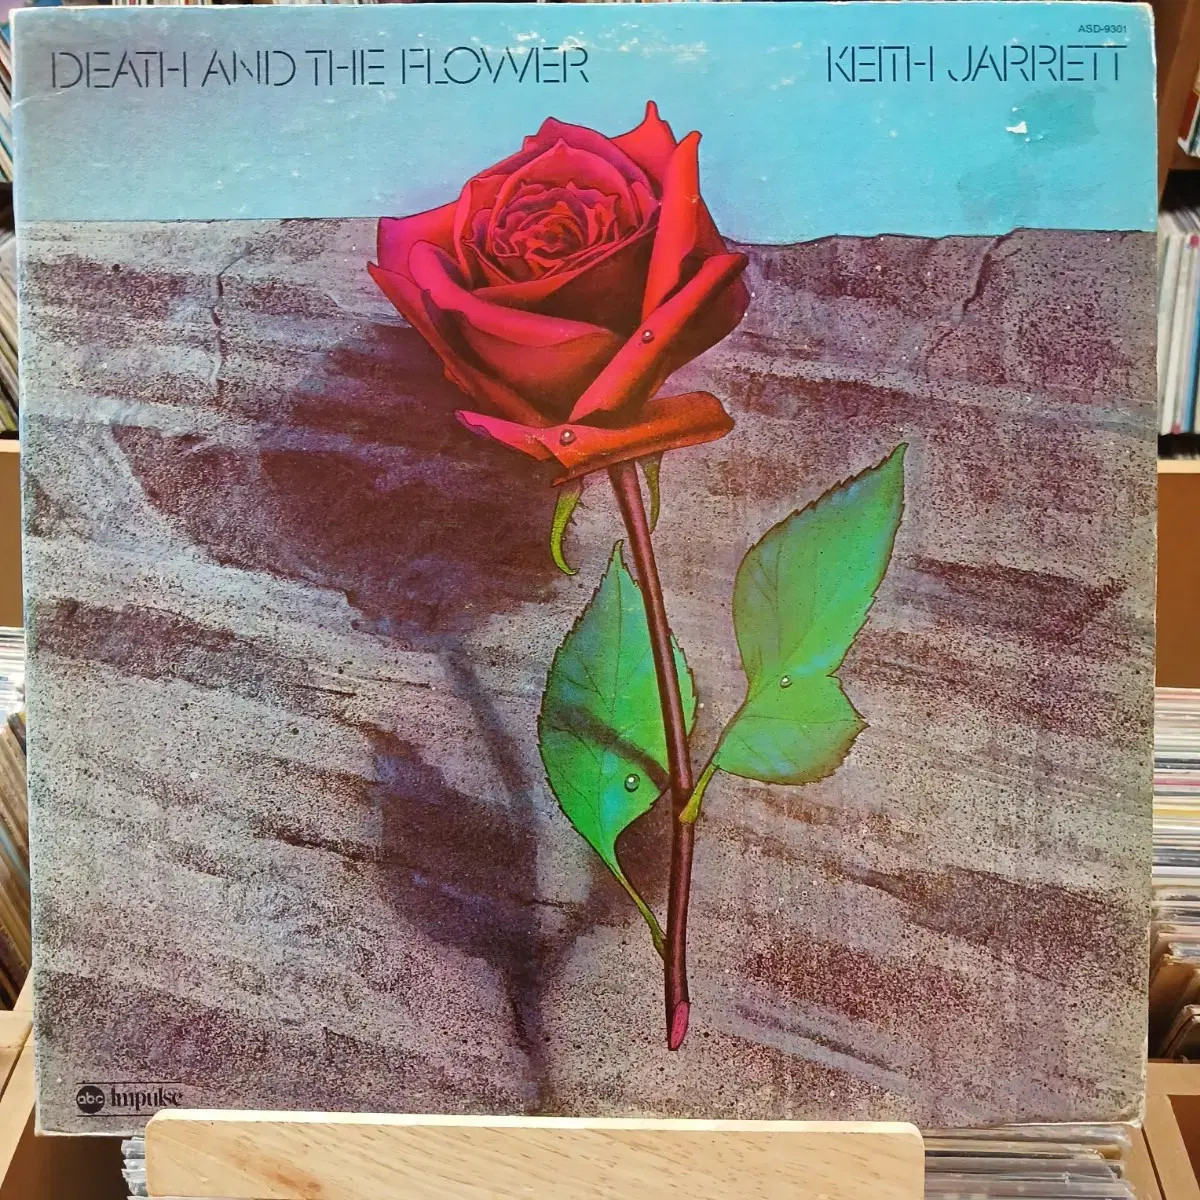 ASD-9301
DEATH AND THE FLOWER KEITH JARRETT
abc Impulse